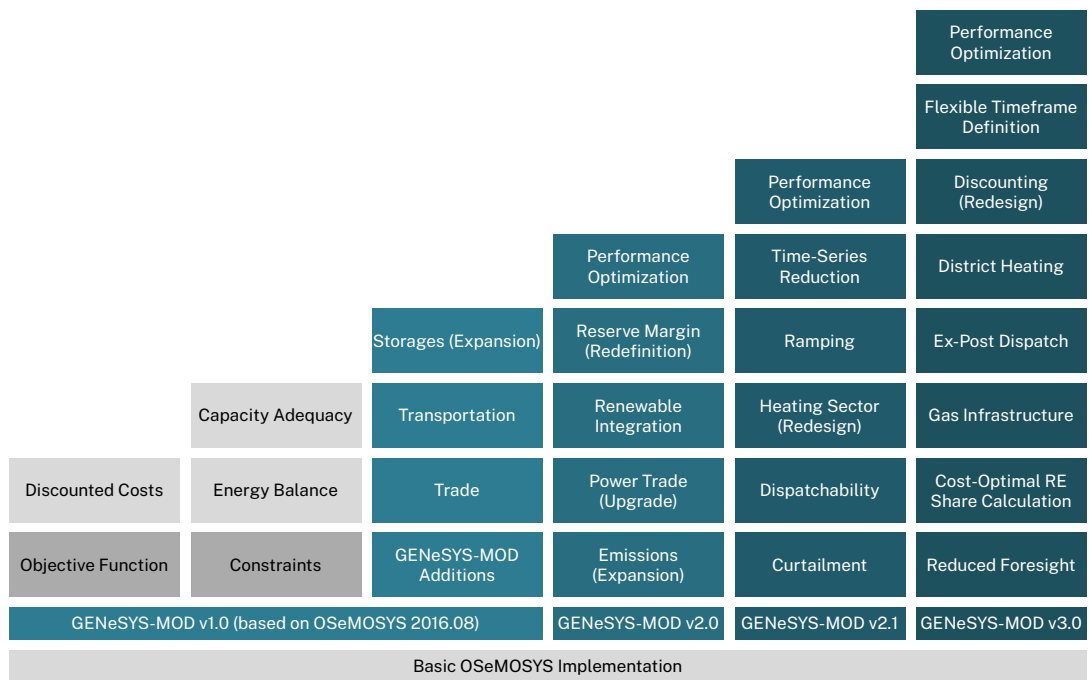 Performance
Optimization
Flexible Timeframe
Definition
Performance
Optimization
Discounting
(Redesign)
Performance
Optimization
Time-Series
Reduction
District Heating
Storages (Expansion)
Reserve Margin
(Redefinition)
Ramping
Ex-Post Dispatch
Capacity Adequacy
Transportation
Renewable
Integration
Heating Sector
(Redesign)
Gas Infrastructure
Discounted Costs
Energy Balance
Trade
Power Trade
(Upgrade)
Dispatchability
Cost-Optimal RE
Share Calculation
Objective Function
Constraints
GENeSYS-MOD
Additions
Emissions
(Expansion)
Curtailment
Reduced Foresight
GENeSYS-MOD v1.0 (based on OSeMOSYS 2016.08)
GENeSYS-MOD v2.0
GENeSYS-MOD v2.1
GENeSYS-MOD v3.0
Basic OSeMOSYS Implementation